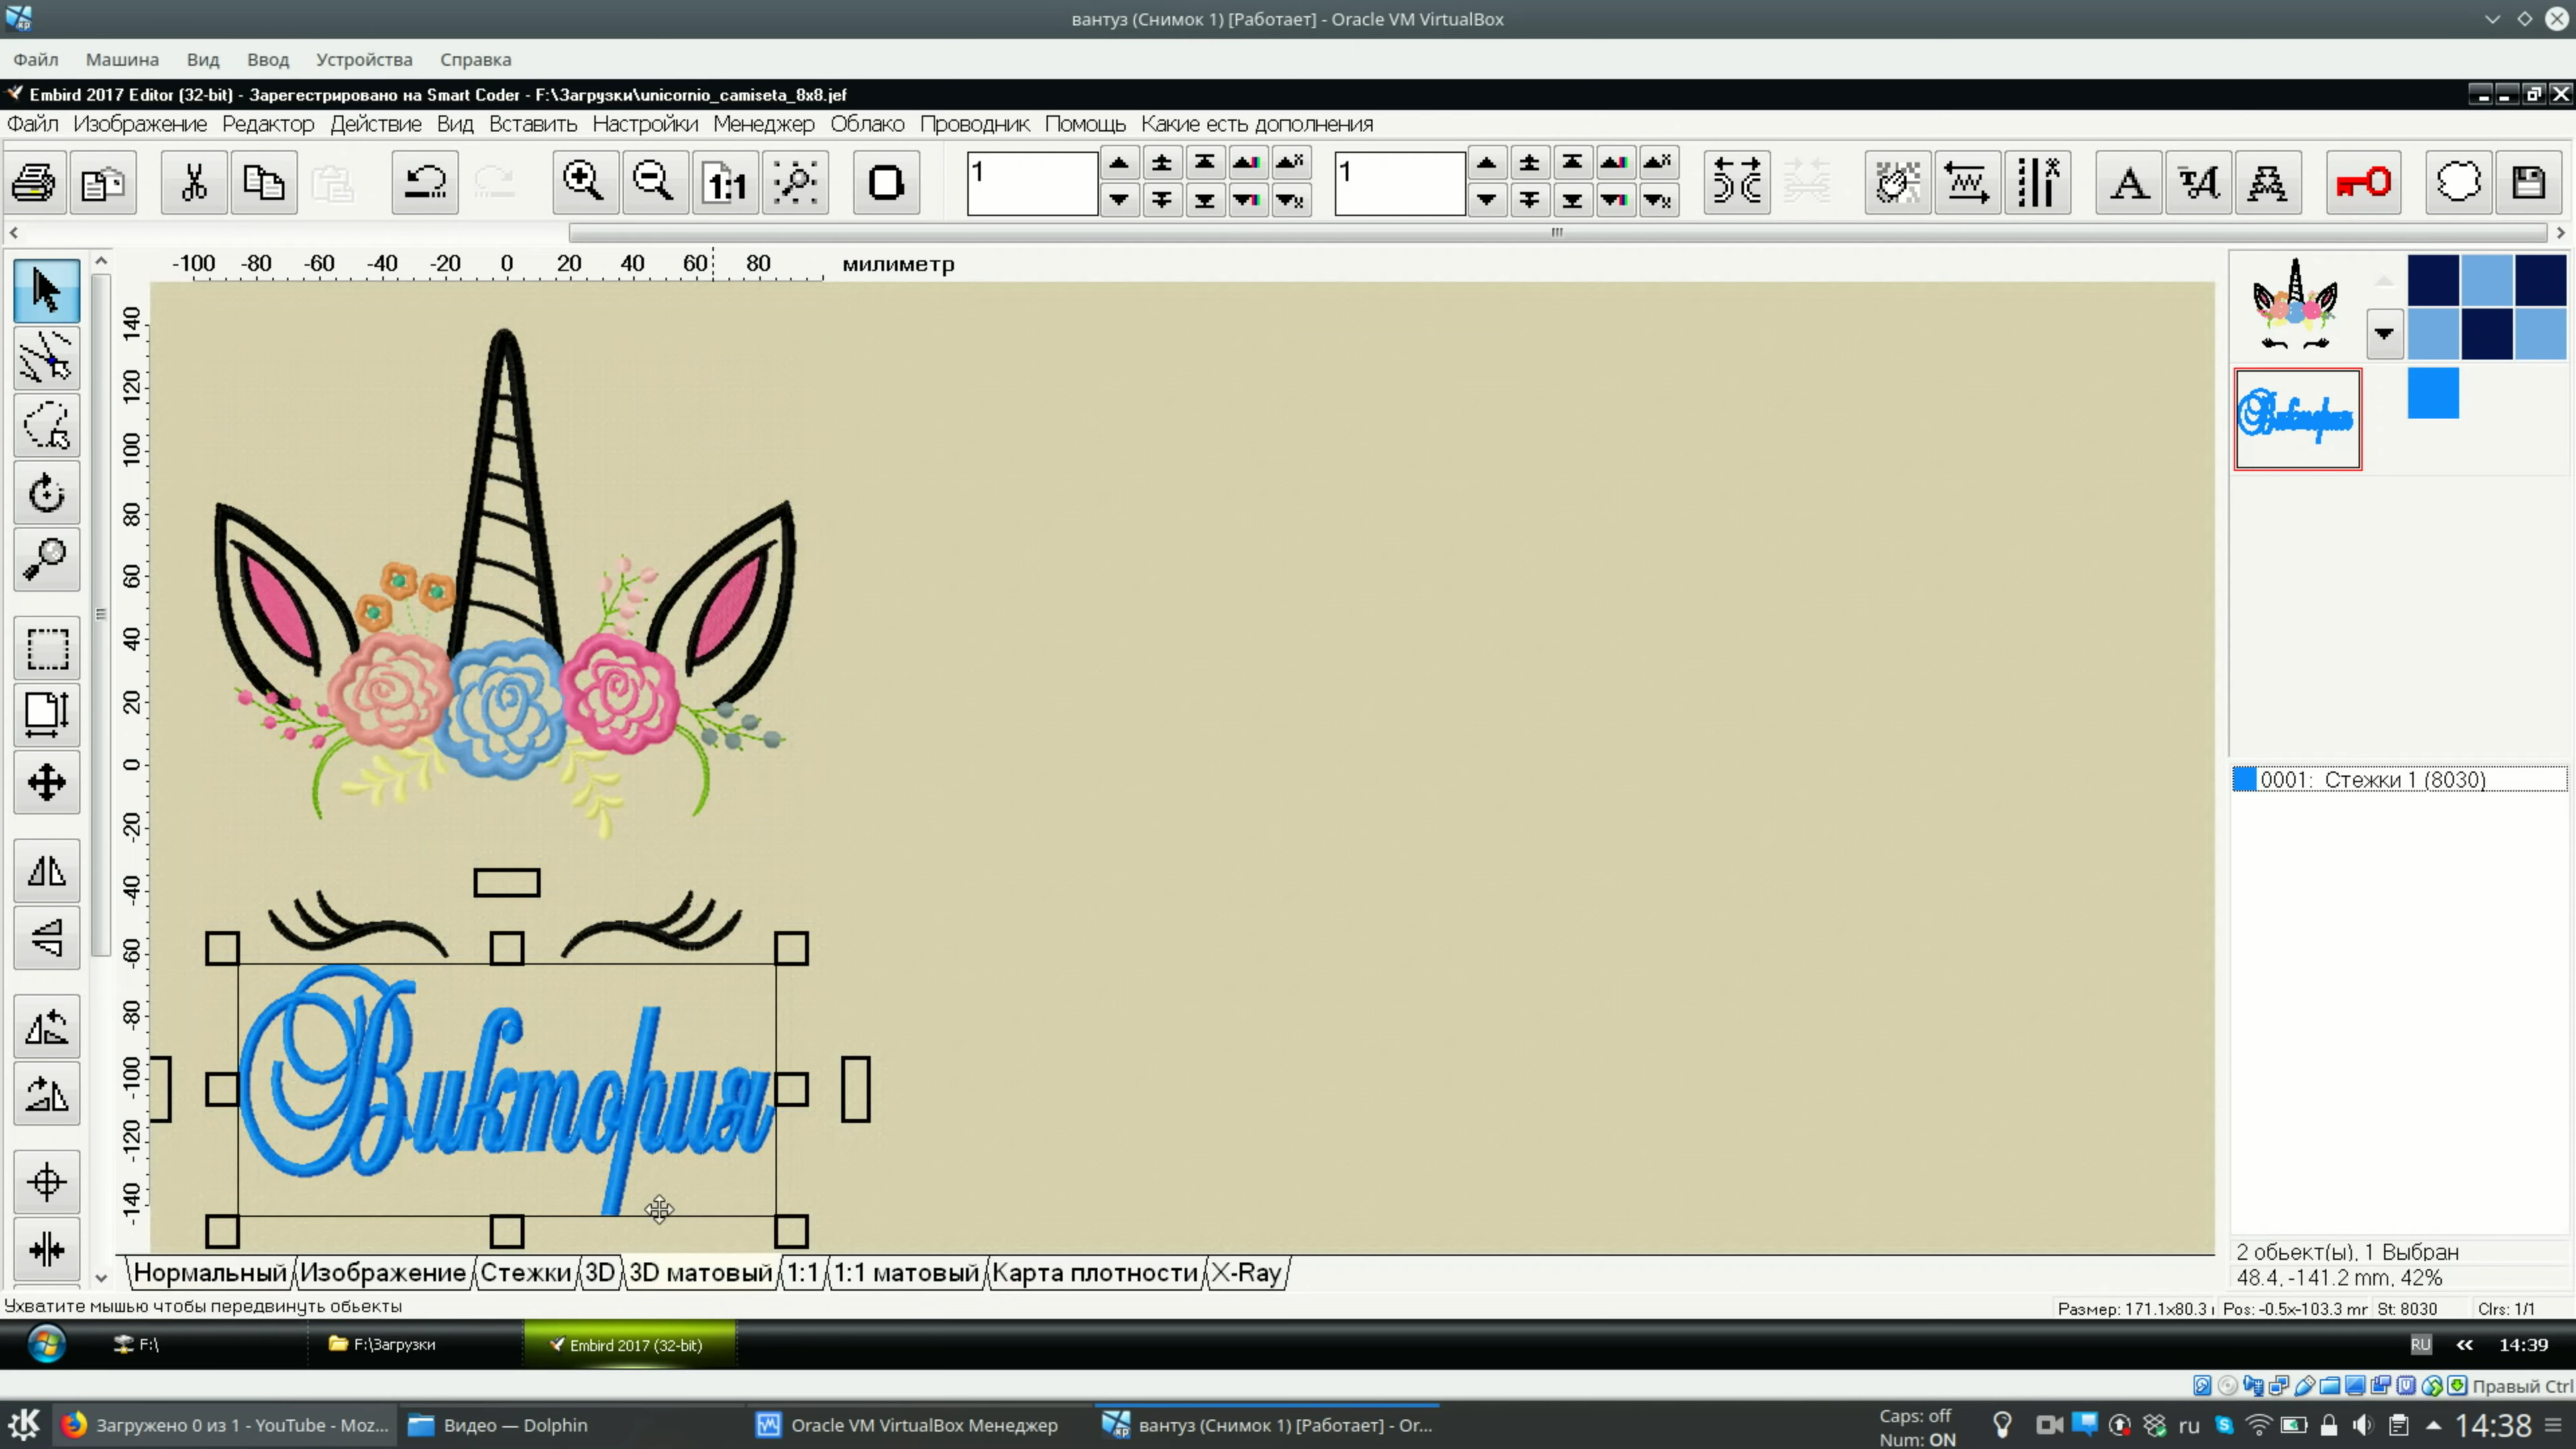 вантуз (Снимок 1) [Работает] - Oracle VM VirtualBox
Файл Машина Вид Ввод Устройства Справка
Embird 2017 Editor (32-bit) - Зарегестрировано на Smart Coder - F:\Загрузки\unicornio_camiseta_8x8.jef
Файл Изображение Редактор Действие Вид Вставить Настройки Менеджер Облако Проводник Помощь Какие есть дополнения
1:1 1 1
-100 -80 -60 -40 -20 0 20 40 60 80 милиметр
140
120
100
80
60
40
20
0
-20
-40
-60
-80
-100
-120
-140
Виктория
Виктория
0001: Стежки 1 (8030)
2 обьект(ы), 1 Выбран
48.4, -141.2 mm, 42%
Нормальный Изображение Стежки 3D 3D матовый 1:1 1:1 матовый Карта плотности X-Ray
Ухватите мышью чтобы передвинуть обьекты
Размер: 171.1x80.3 Pos: -0.5x-103.3 St: 8030 Clrs: 1/1
F:\ F:\Загрузки Embird 2017 (32-bit) RU 14:39
Правый Ctrl
Загружено 0 из 1 - YouTube - Moz... Видео — Dolphin Oracle VM VirtualBox Менеджер вантуз (Снимок 1) [Работает] - Or... Caps: off
Num: ON
ru 14:38